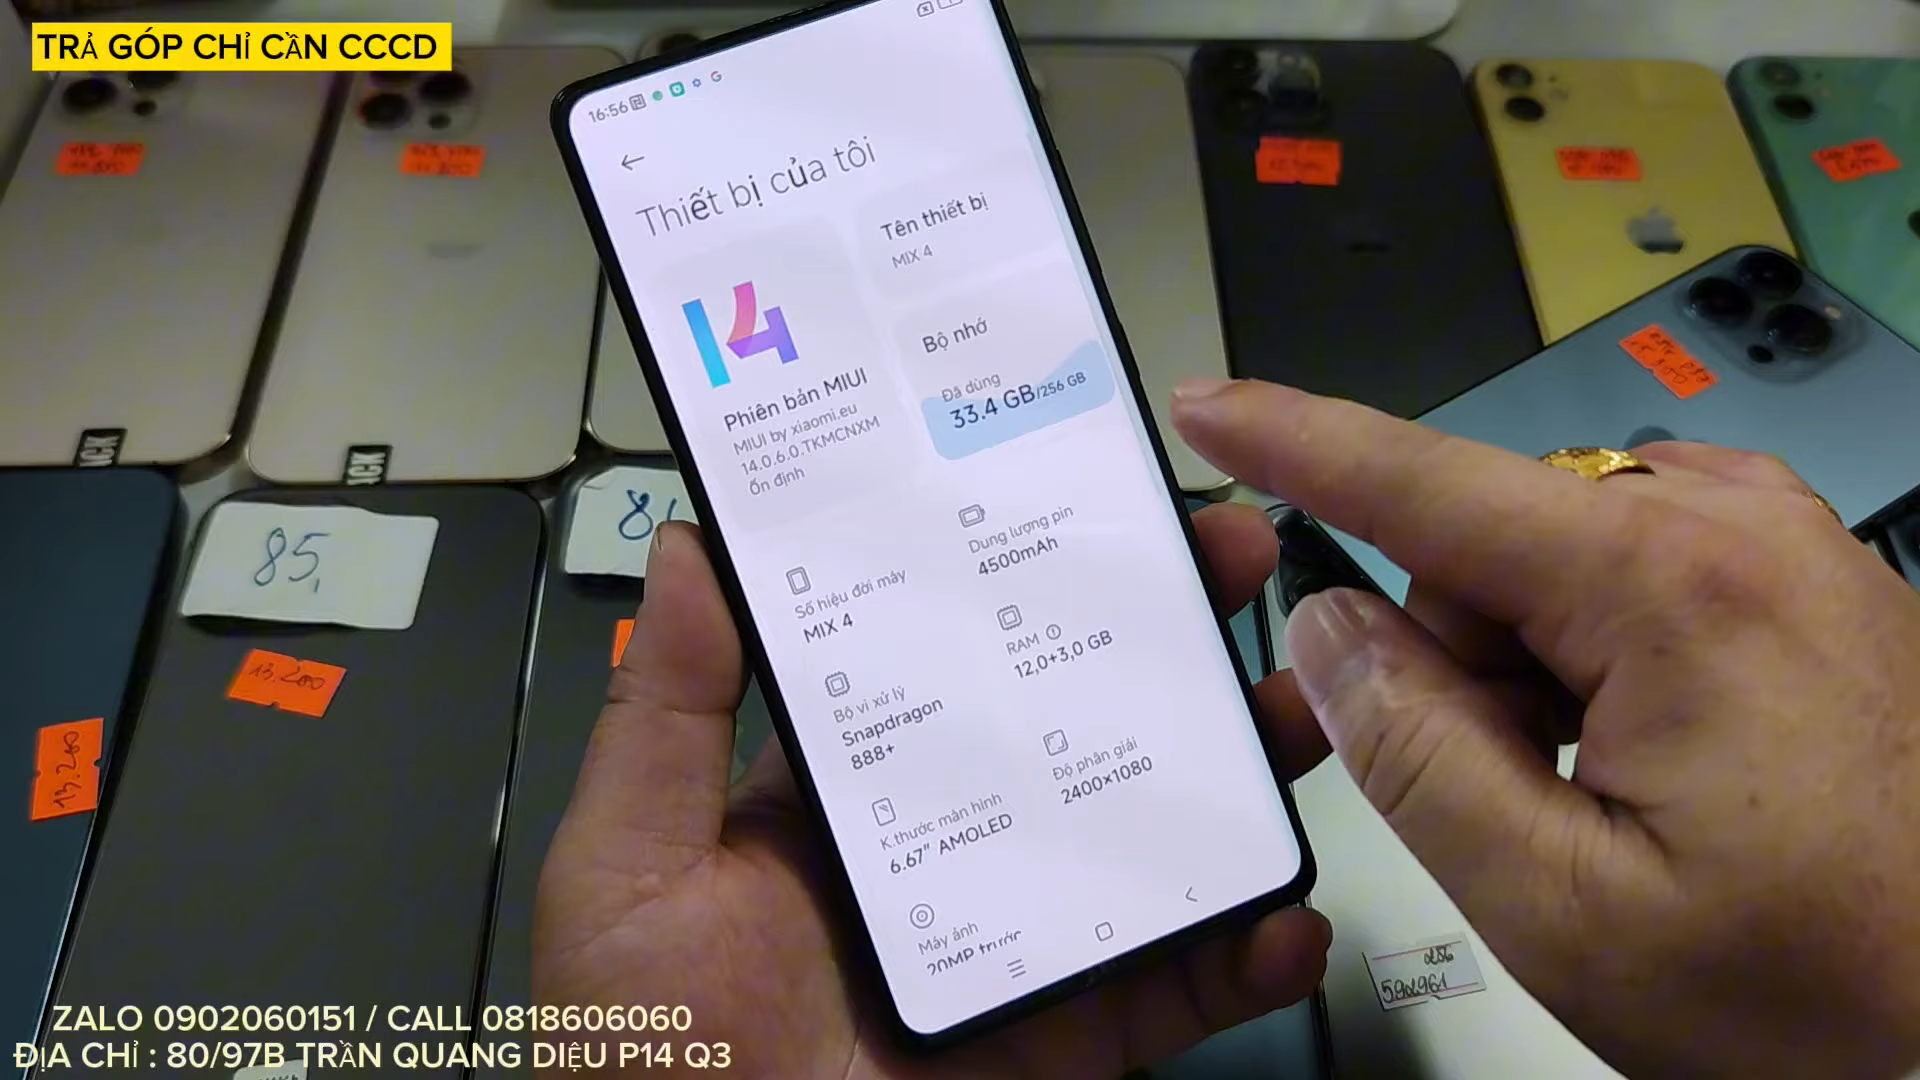 TRẢ GÓP CHỈ CẦN CCCD
16:56
Thiết bị của tôi
Tên thiết bị
MIX 4
14
Phiên bản MIUI
MIUI by xiaomi.eu
14.0.6.0.TKMCNXM
Ổn định
Bộ nhớ
Đã dùng
33.4 GB/256 GB
Số hiệu đời máy
MIX 4
Dung lượng pin
4500mAh
Bộ vi xử lý
Snapdragon
888+
RAM
12,0+3,0 GB
K.thước màn hình
6.67" AMOLED
Độ phân giải
2400×1080
Máy ảnh
20MP trước
85,
13.200
13.200
256
592961
ZALO 0902060151 / CALL 0818606060
ĐỊA CHỈ : 80/97B TRẦN QUANG DIỆU P14 Q3